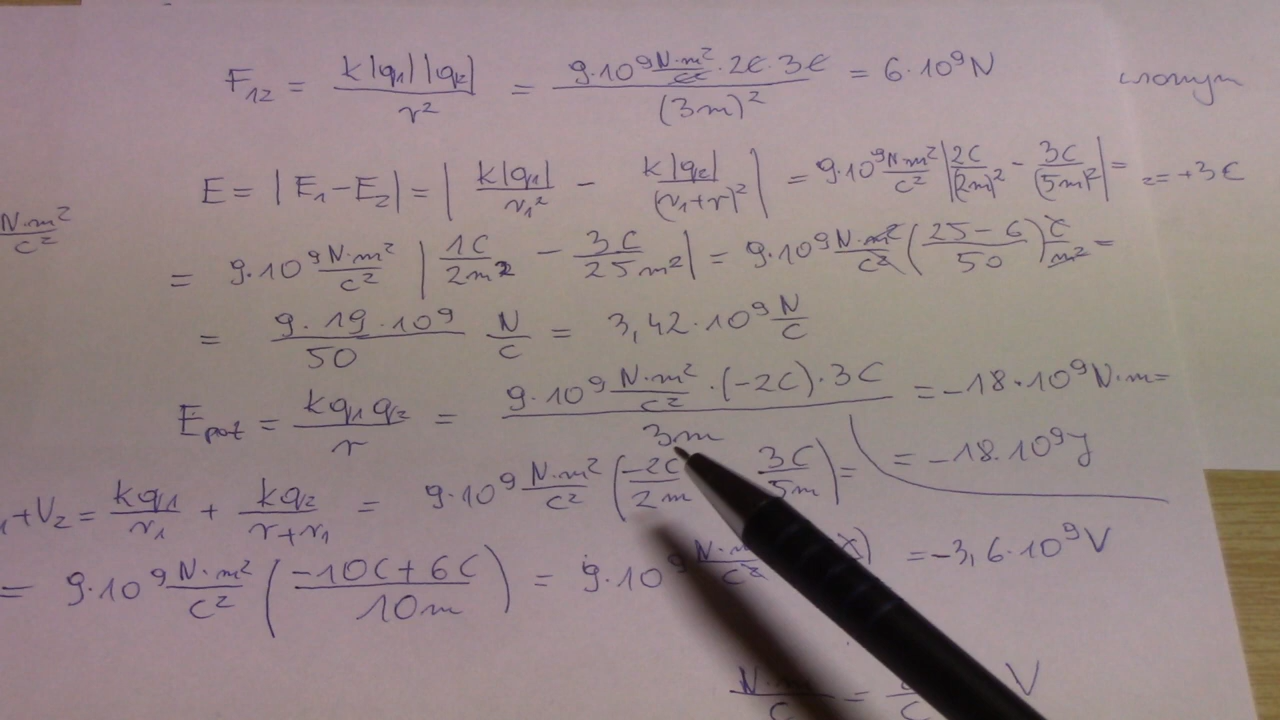 F₁₂ = k|q₁||q₂| / r² = 9·10⁹ N·m²/C² · 2C · 3C / (3m)² = 6·10⁹ N
E = |E₁-E₂| = | k|q₁| / r₁² - k|q₂| / (r₁+r)² | = 9·10⁹ N·m²/C² | 2C/(2m)² - 3C/(5m)² | =
= +3C
N·m²/C²
= 9·10⁹ N·m²/C² | 1C/2m² - 3C/25m² | = 9·10⁹ N·m²/C² ( 25-6 / 50 ) C/m² =
= 9·19·10⁹ / 50 N/C = 3,42·10⁹ N/C
E_pot = kq₁q₂ / r = 9·10⁹ N·m²/C² · (-2C) · 3C / 3m = -18·10⁹ N·m =
= -18·10⁹ J
₁+V₂ = kq₁/r₁ + kq₂/r+r₁ = 9·10⁹ N·m²/C² ( -2C/2m 3C/5m ) =
= 9·10⁹ N·m²/C² ( -10C+6C / 10m ) = 9·10⁹ = -3,6·10⁹ V
= V